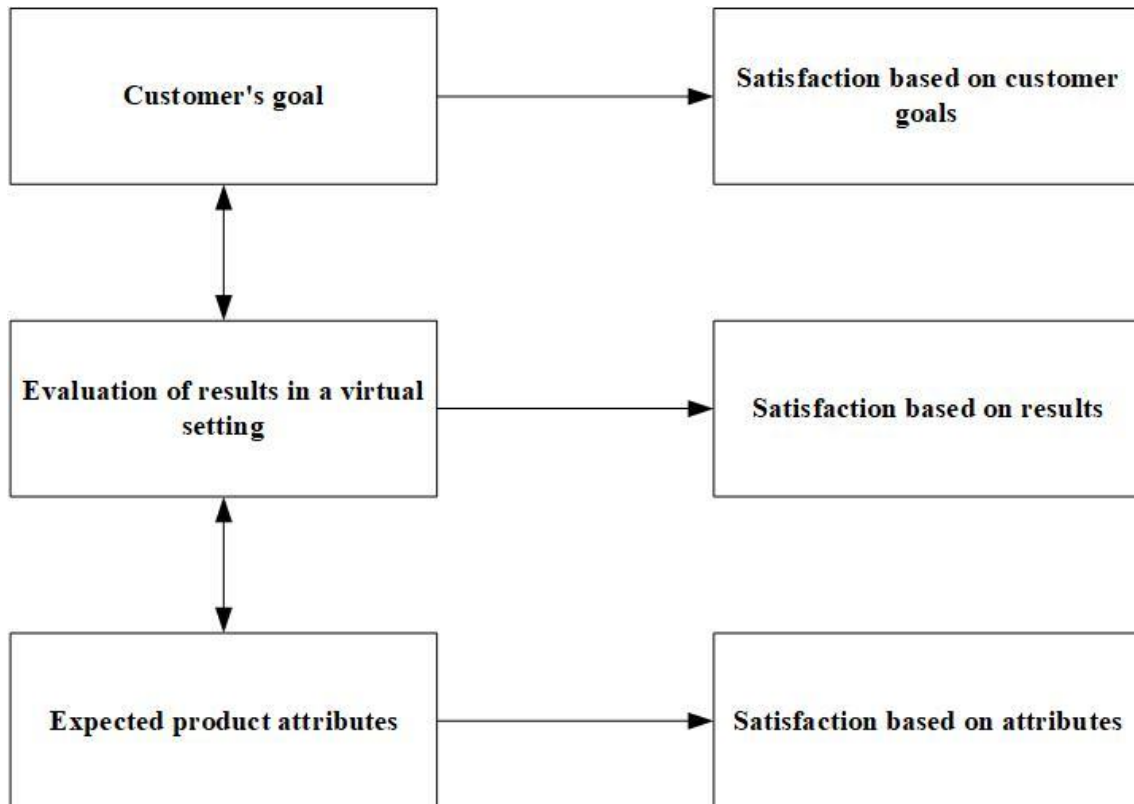 Customer's goal
Satisfaction based on customer
goals
Evaluation of results in a virtual
setting
Satisfaction based on results
Expected product attributes
Satisfaction based on attributes